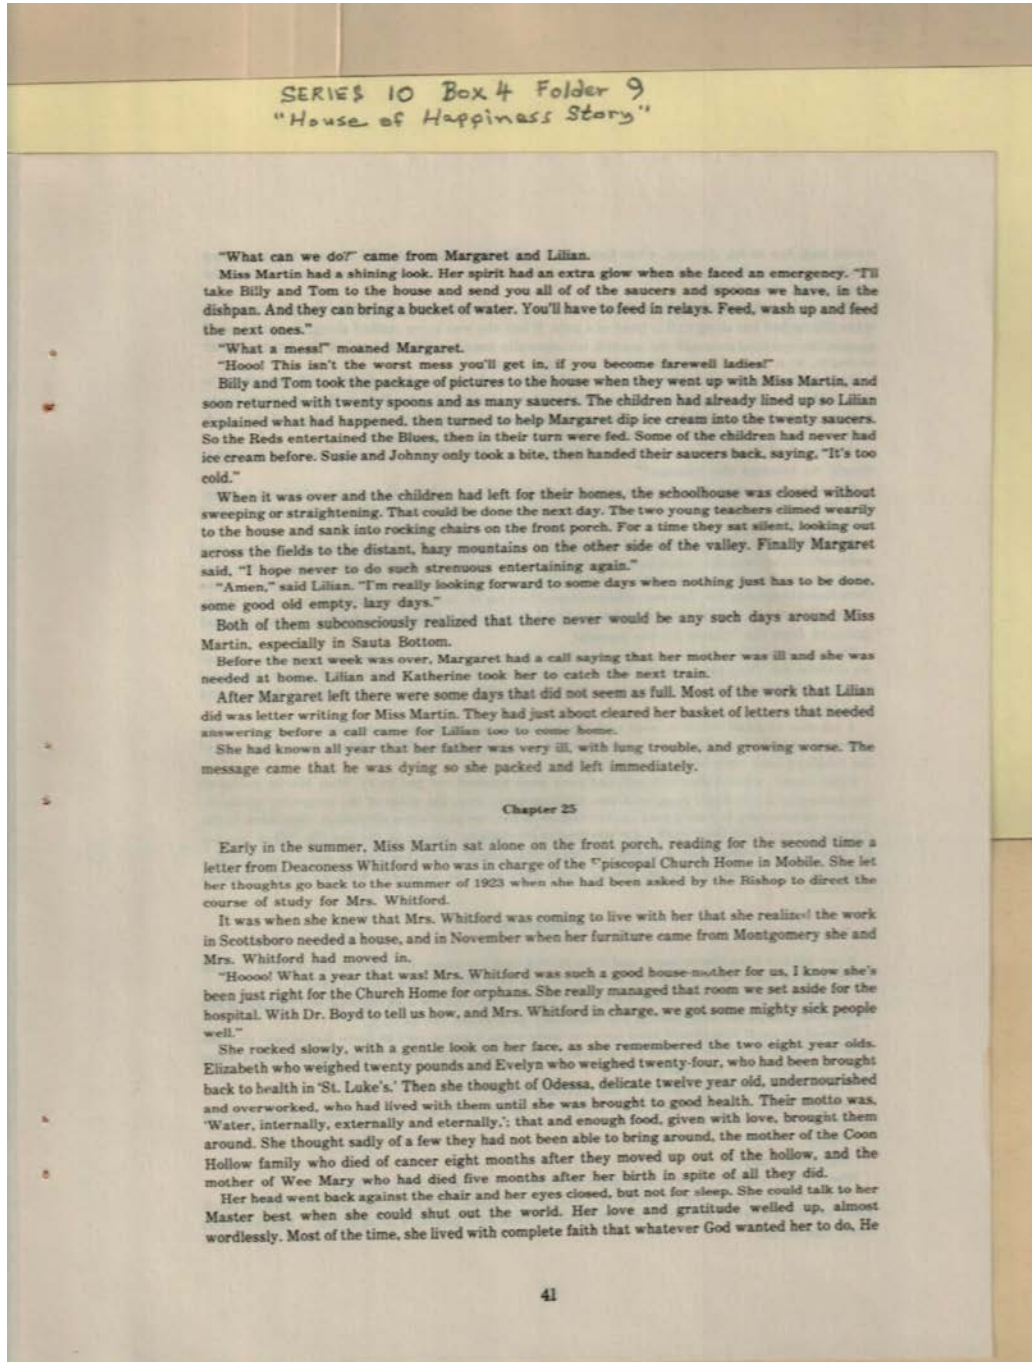 SERIES 10 Box 4 Folder 9
"House of Happiness Story"
"What can we do?" came from Margaret and Lilian.
Miss Martin had a shining look. Her spirit had an extra glow when she faced an emergency. "I'll
take Billy and Tom to the house and send you all of of the saucers and spoons we have, in the
dishpan. And they can bring a bucket of water. You'll have to feed in relays. Feed, wash up and feed
the next ones."
"What a mess!" moaned Margaret.
"Hooo! This isn't the worst mess you'll get in, if you become farewell ladies!"
Billy and Tom took the package of pictures to the house when they went up with Miss Martin, and
soon returned with twenty spoons and as many saucers. The children had already lined up so Lilian
explained what had happened, then turned to help Margaret dip ice cream into the twenty saucers.
So the Reds entertained the Blues, then in their turn were fed. Some of the children had never had
ice cream before. Susie and Johnny only took a bite, then handed their saucers back, saying, "It's too
cold."
When it was over and the children had left for their homes, the schoolhouse was closed without
sweeping or straightening. That could be done the next day. The two young teachers climed wearily
to the house and sank into rocking chairs on the front porch. For a time they sat silent, looking out
across the fields to the distant, hazy mountains on the other side of the valley. Finally Margaret
said, "I hope never to do such strenuous entertaining again."
"Amen," said Lilian. "I'm really looking forward to some days when nothing just has to be done,
some good old empty, lazy days."
Both of them subconsciously realized that there never would be any such days around Miss
Martin, especially in Sauta Bottom.
Before the next week was over, Margaret had a call saying that her mother was ill and she was
needed at home. Lilian and Katherine took her to catch the next train.
After Margaret left there were some days that did not seem as full. Most of the work that Lilian
did was letter writing for Miss Martin. They had just about cleared her basket of letters that needed
answering before a call came for Lilian too to come home.
She had known all year that her father was very ill, with lung trouble, and growing worse. The
message came that he was dying so she packed and left immediately.
Chapter 25
Early in the summer, Miss Martin sat alone on the front porch, reading for the second time a
letter from Deaconess Whitford who was in charge of the Episcopal Church Home in Mobile. She let
her thoughts go back to the summer of 1923 when she had been asked by the Bishop to direct the
course of study for Mrs. Whitford.
It was when she knew that Mrs. Whitford was coming to live with her that she realized the work
in Scottsboro needed a house, and in November when her furniture came from Montgomery she and
Mrs. Whitford had moved in.
"Hoooo! What a year that was! Mrs. Whitford was such a good house-mother for us, I know she's
been just right for the Church Home for orphans. She really managed that room we set aside for the
hospital. With Dr. Boyd to tell us how, and Mrs. Whitford in charge, we got some mighty sick people
well."
She rocked slowly, with a gentle look on her face, as she remembered the two eight year olds.
Elizabeth who weighed twenty pounds and Evelyn who weighed twenty-four, who had been brought
back to health in 'St. Luke's.' Then she thought of Odessa, delicate twelve year old, undernourished
and overworked, who had lived with them until she was brought to good health. Their motto was,
'Water, internally, externally and eternally,'; that and enough food, given with love, brought them
around. She thought sadly of a few they had not been able to bring around, the mother of the Coon
Hollow family who died of cancer eight months after they moved up out of the hollow, and the
mother of Wee Mary who had died five months after her birth in spite of all they did.
Her head went back against the chair and her eyes closed, but not for sleep. She could talk to her
Master best when she could shut out the world. Her love and gratitude welled up, almost
wordlessly. Most of the time, she lived with complete faith that whatever God wanted her to do, He
41